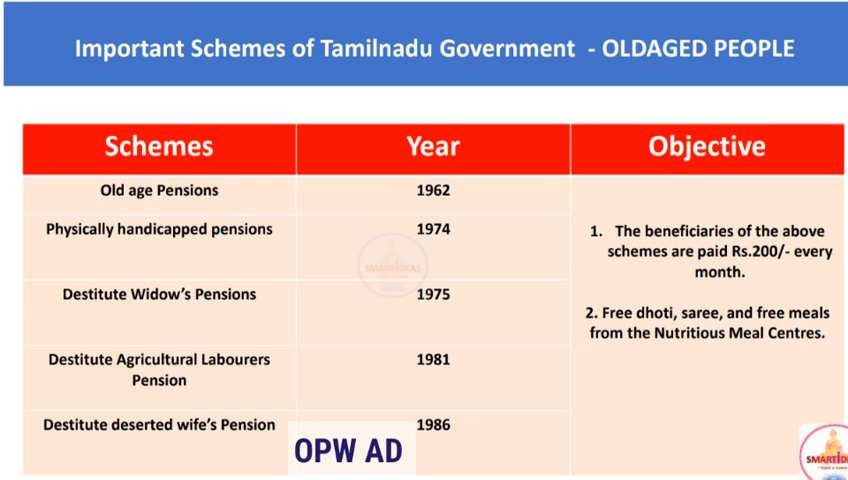 Important Schemes of Tamilnadu Government - OLDAGED PEOPLE
Schemes Year Objective
Old age Pensions 1962
Physically handicapped pensions 1974
Destitute Widow's Pensions 1975
Destitute Agricultural Labourers
Pension
1981
Destitute deserted wife's Pension 1986
1. The beneficiaries of the above
schemes are paid Rs.200/- every
month.
2. Free dhoti, saree, and free meals
from the Nutritious Meal Centres.
OPW AD
SMARTIDEAS
SMARTID